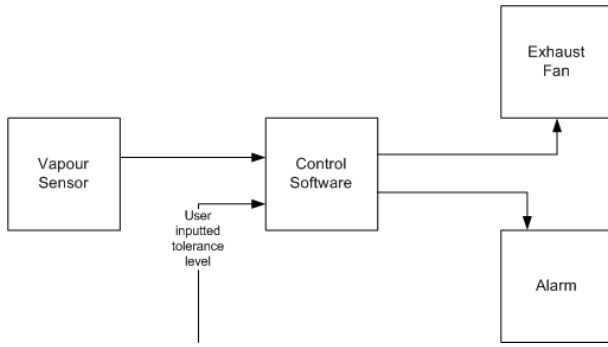 Exhaust
Fan
Vapour
Sensor
Control
Software
User
inputted
tolerance
level
Alarm